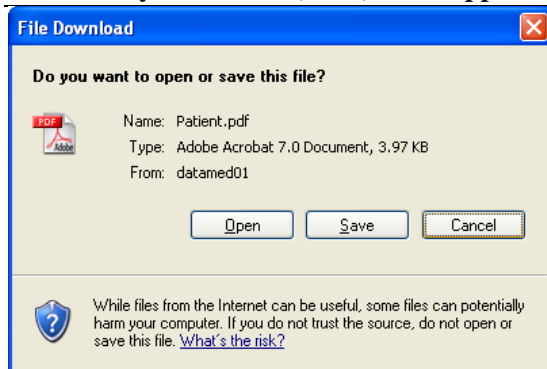 File Download
Do you want to open or save this file?
PDF
Adobe
Name: Patient.pdf
Type: Adobe Acrobat 7.0 Document, 3.97 KB
From: datamed01
Open Save Cancel
While files from the Internet can be useful, some files can potentially
harm your computer. If you do not trust the source, do not open or
save this file. What's the risk?